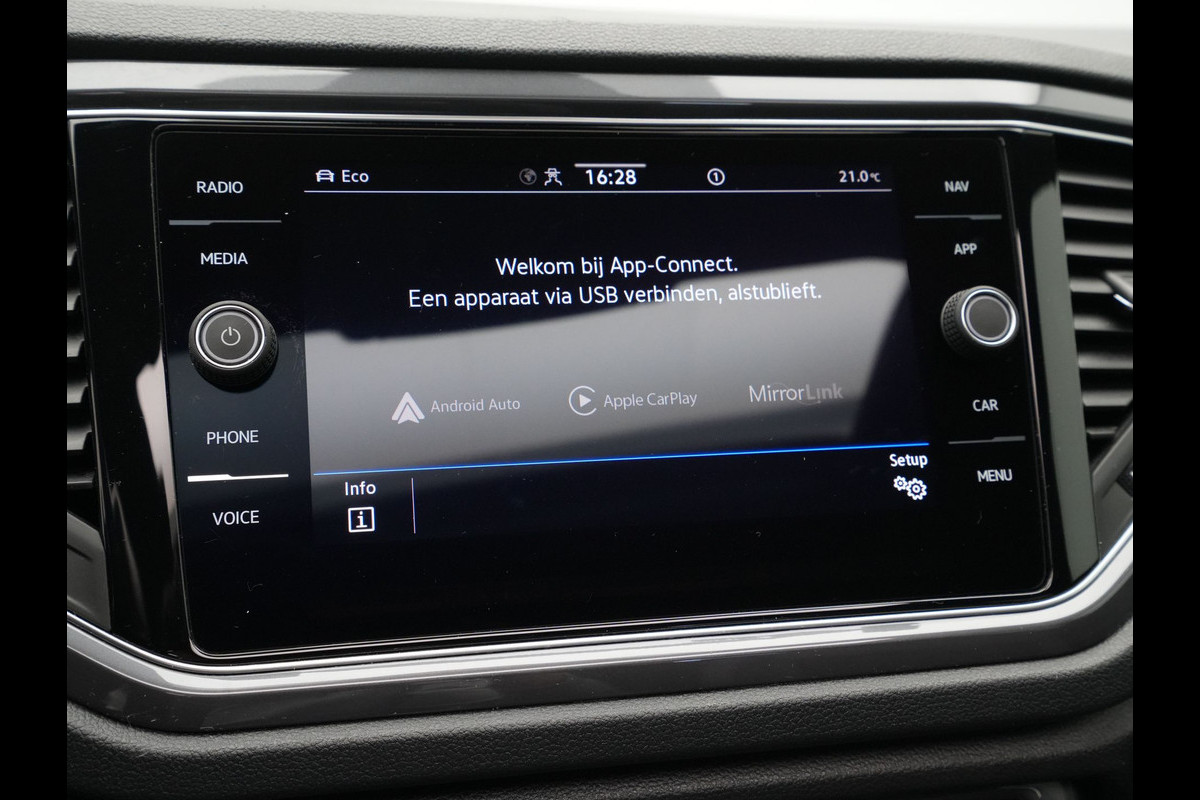 RADIO
MEDIA
PHONE
VOICE
Eco
16:28
1
21.0°C
Welkom bij App-Connect.
Een apparaat via USB verbinden, alstublieft.
Android Auto
Apple CarPlay
MirrorLink
Info
i
Setup
NAV
APP
CAR
MENU